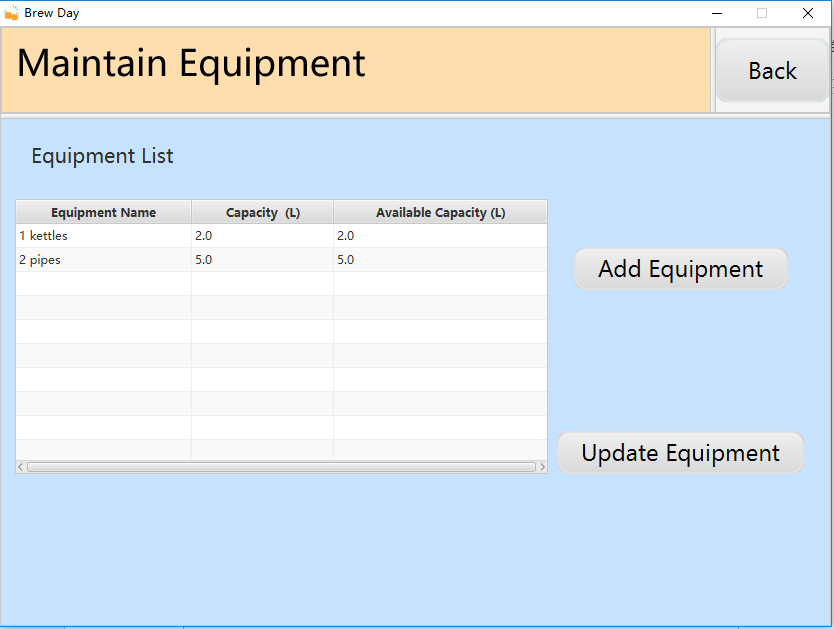 Brew Day
Maintain Equipment
Back
Equipment List
Equipment Name Capacity (L) Available Capacity (L)
1 kettles 2.0 2.0
2 pipes 5.0 5.0
Add Equipment
Update Equipment